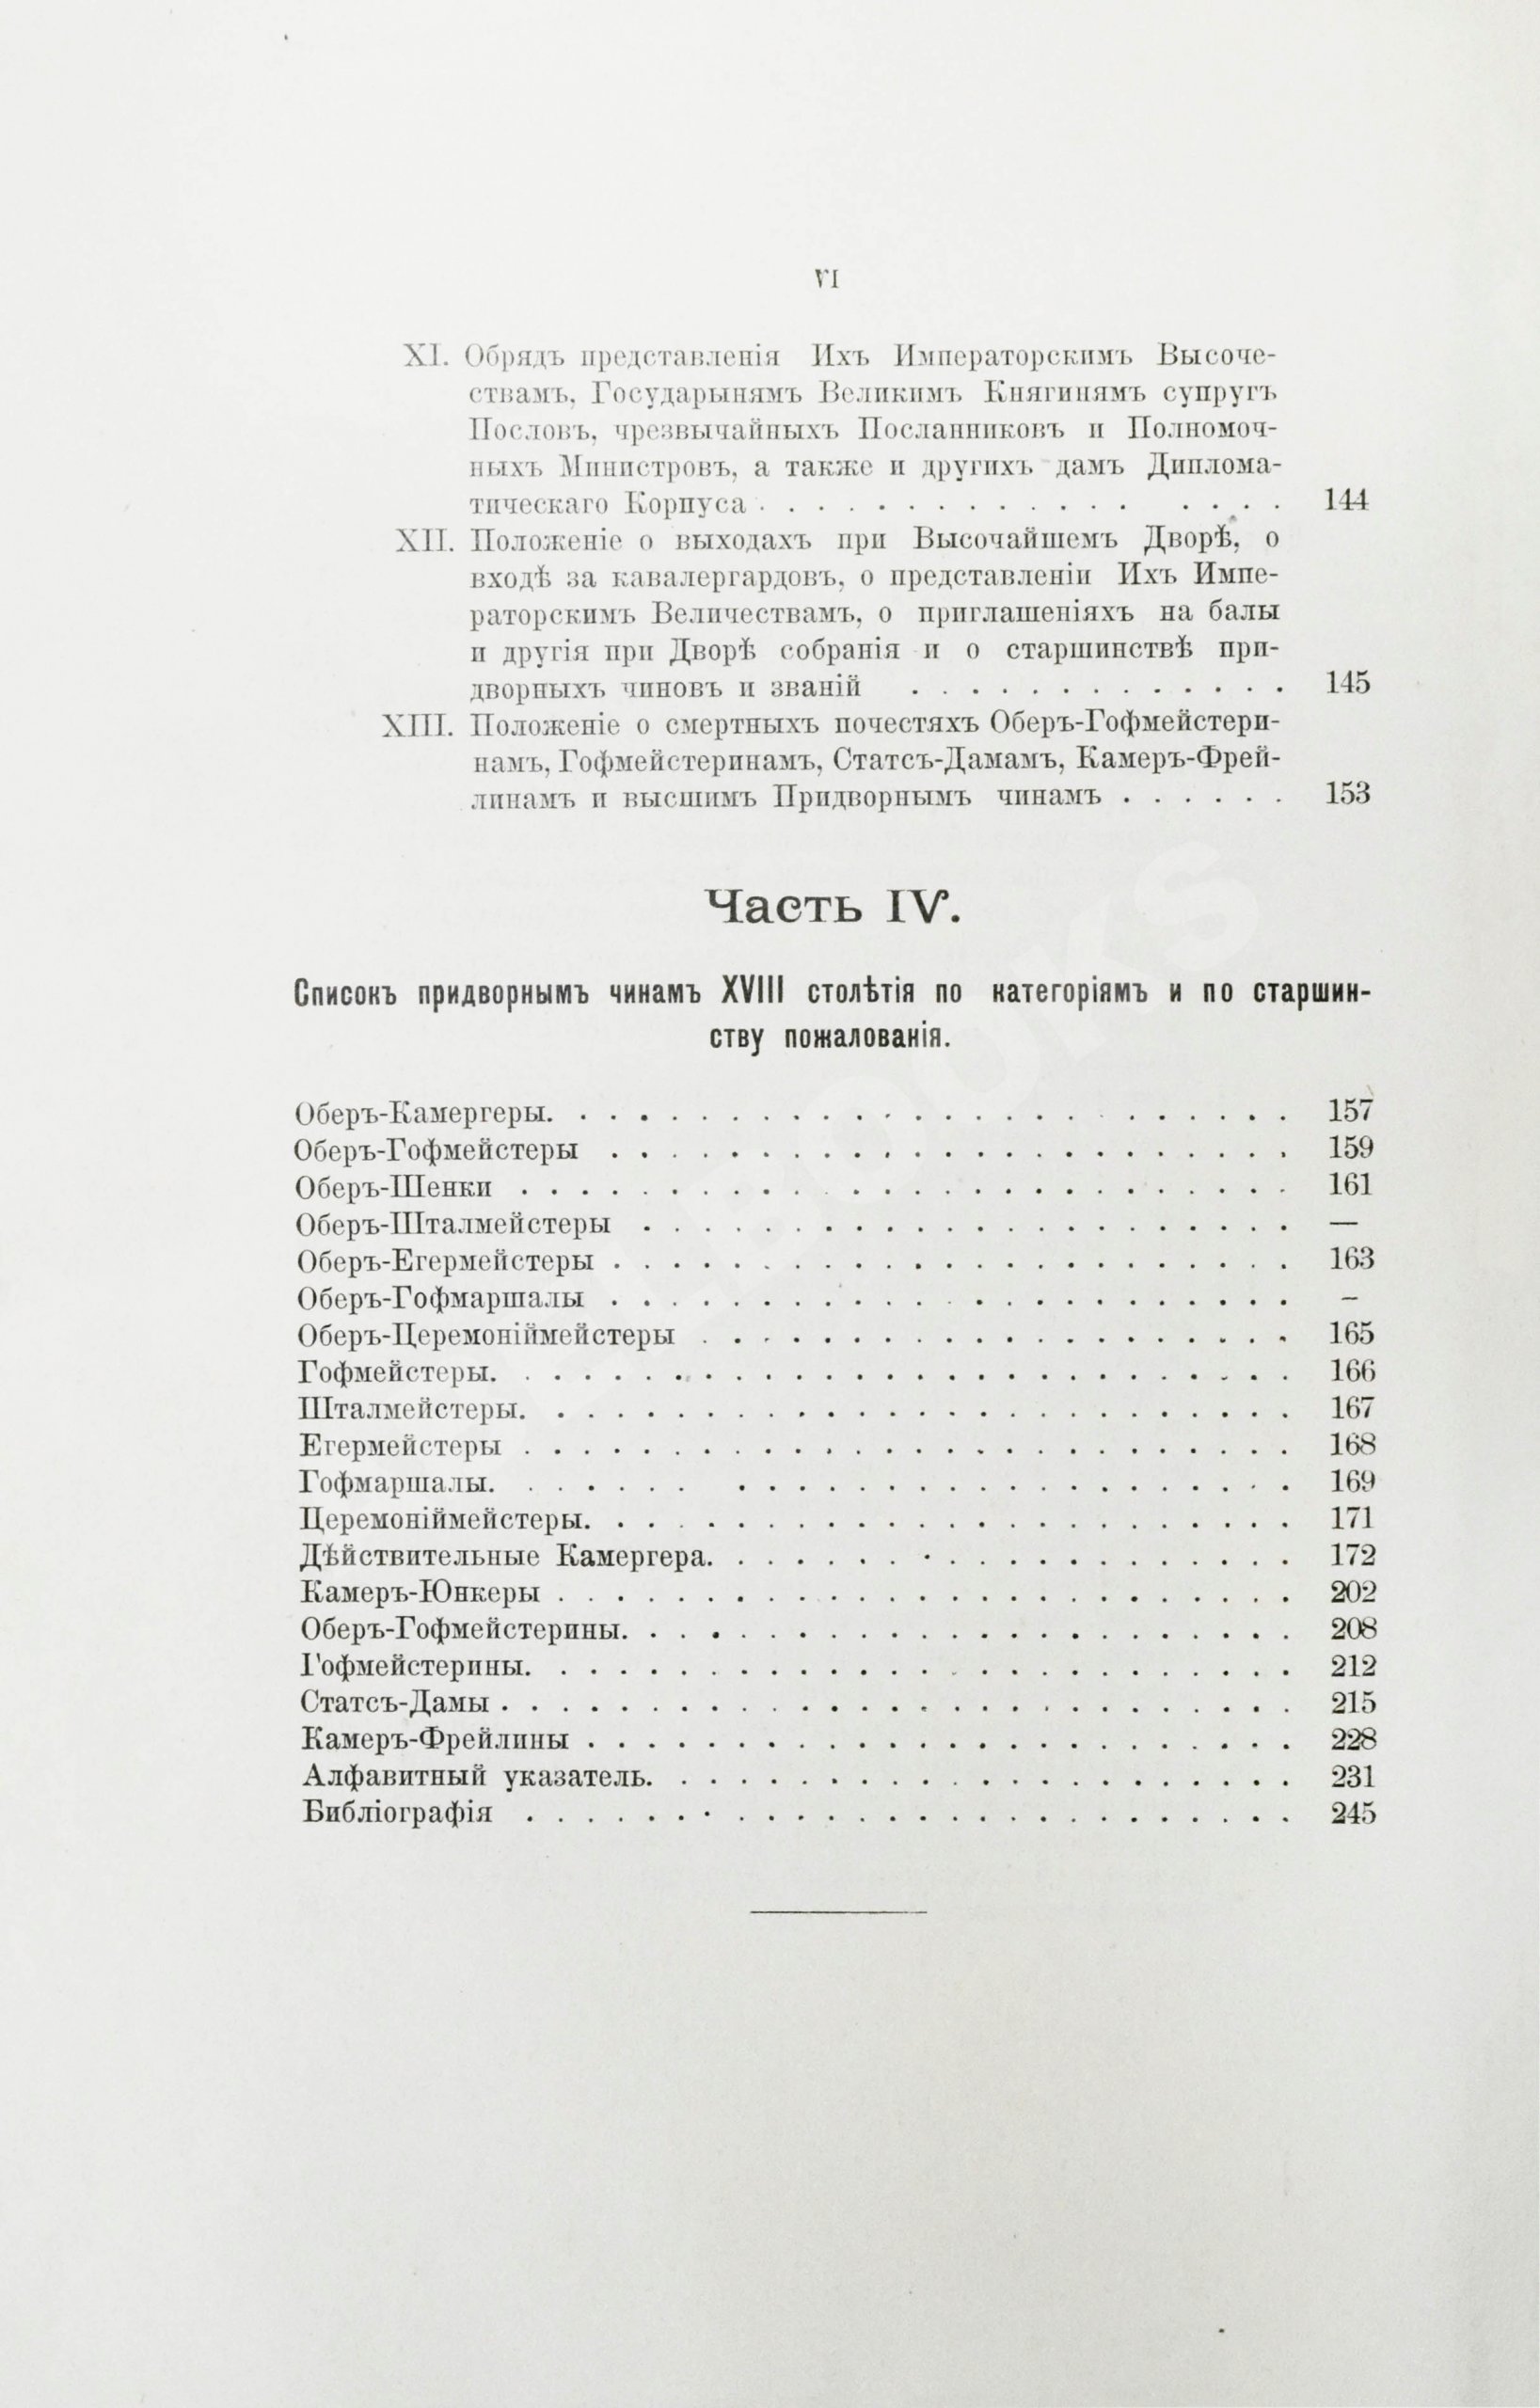 VI
XI. Обрядъ представленія Ихъ Императорскимъ Высоче-
ствамъ, Государынямъ Великимъ Княгинямъ супругъ
Пословъ, чрезвычайныхъ Посланниковъ и Полномоч-
ныхъ Министровъ, а также и другихъ дамъ Диплома-
тическаго Корпуса . . . . . . . . . . . . . . . . . 144
XII. Положеніе о выходахъ при Высочайшемъ Дворѣ, о
входѣ за кавалергардовъ, о представленіи Ихъ Импе-
раторскимъ Величествамъ, о приглашеніяхъ на балы
и другія при Дворѣ собранія и о старшинствѣ при-
дворныхъ чиновъ и званій . . . . . . . . . . . . . 145
XIII. Положеніе о смертныхъ почестяхъ Оберъ-Гофмейстери-
намъ, Гофмейстеринамъ, Статсъ-Дамамъ, Камеръ-Фрей-
линамъ и высшимъ Придворнымъ чинамъ . . . . . . 153
Часть IV.
Списокъ придворнымъ чинамъ XVIII столѣтія по категоріямъ и по старшин-
ству пожалованія.
Оберъ-Камергеры. . . . . . . . . . . . . . . . . . . . 157
Оберъ-Гофмейстеры . . . . . . . . . . . . . . . . . . . 159
Оберъ-Шенки . . . . . . . . . . . . . . . . . . . . . 161
Оберъ-Шталмейстеры . . . . . . . . . . . . . . . . . . —
Оберъ-Егермейстеры . . . . . . . . . . . . . . . . . . 163
Оберъ-Гофмаршалы . . . . . . . . . . . . . . . . . . . –
Оберъ-Церемоніймейстеры . . . . . . . . . . . . . . . . 165
Гофмейстеры. . . . . . . . . . . . . . . . . . . . . . 166
Шталмейстеры. . . . . . . . . . . . . . . . . . . . . 167
Егермейстеры . . . . . . . . . . . . . . . . . . . . . 168
Гофмаршалы. . . . . . . . . . . . . . . . . . . . . . 169
Церемоніймейстеры. . . . . . . . . . . . . . . . . . . 171
Дѣйствительные Камергера. . . . . . . . . . . . . . . . 172
Камеръ-Юнкеры . . . . . . . . . . . . . . . . . . . . 202
Оберъ-Гофмейстерины. . . . . . . . . . . . . . . . . . 208
Гофмейстерины. . . . . . . . . . . . . . . . . . . . . 212
Статсъ-Дамы . . . . . . . . . . . . . . . . . . . . . . 215
Камеръ-Фрейлины . . . . . . . . . . . . . . . . . . . 228
Алфавитный указатель. . . . . . . . . . . . . . . . . . 231
Библіографія . . . . . . . . . . . . . . . . . . . . . 245